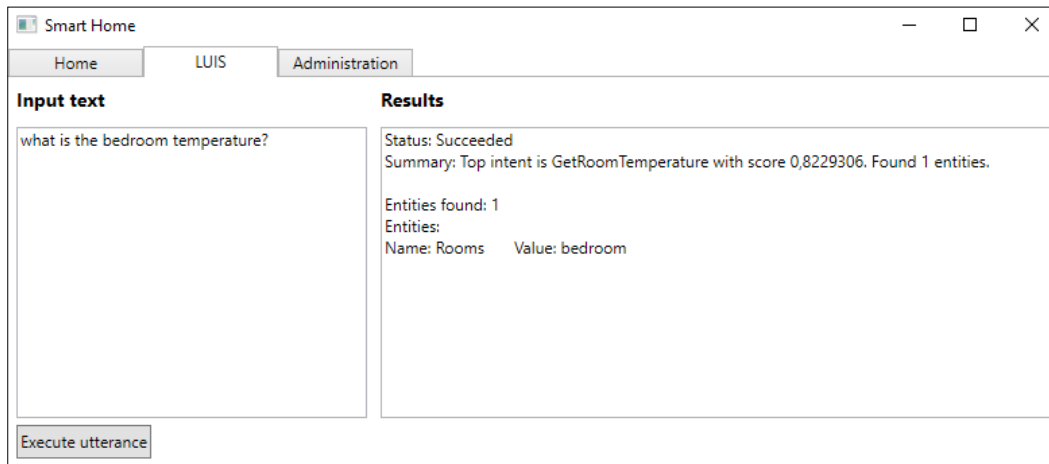 Smart Home
Home LUIS Administration
Input text
what is the bedroom temperature?
Execute utterance
Results
Status: Succeeded
Summary: Top intent is GetRoomTemperature with score 0,8229306. Found 1 entities.
Entities found: 1
Entities:
Name: Rooms Value: bedroom